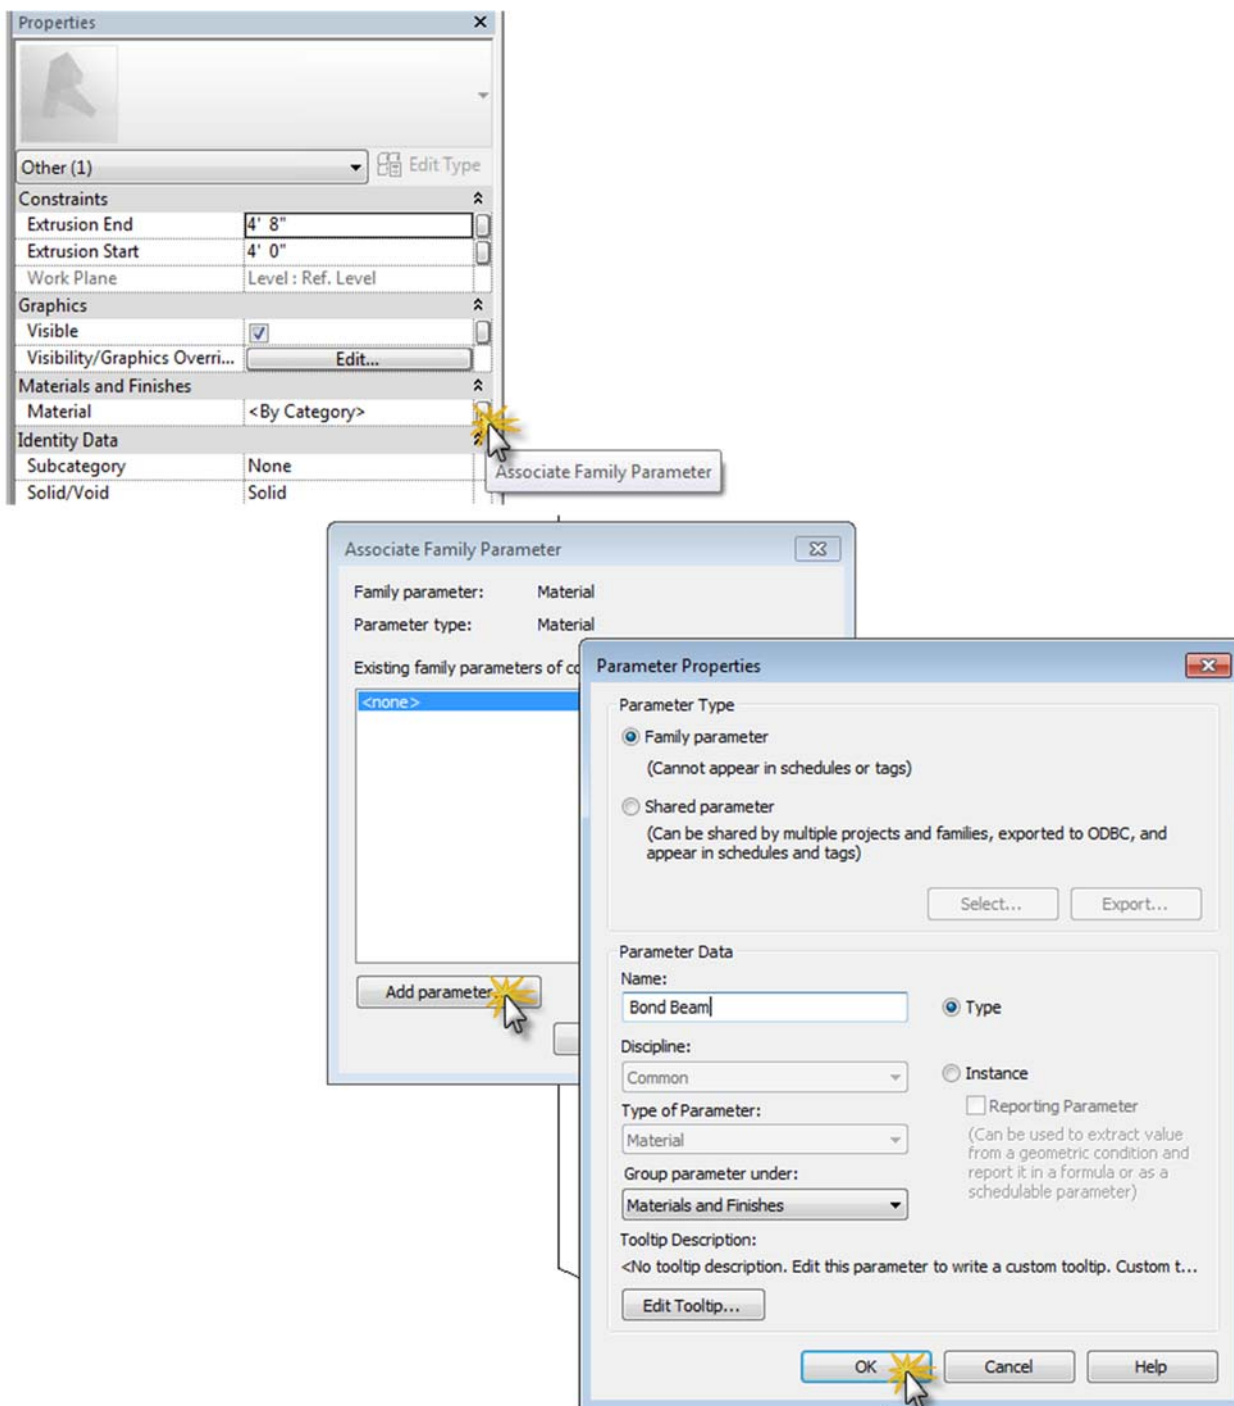 Properties
Other (1)
Edit Type
Constraints
Extrusion End 4' 8"
Extrusion Start 4' 0"
Work Plane Level : Ref. Level
Graphics
Visible
Visibility/Graphics Overri... Edit...
Materials and Finishes
Material <By Category>
Identity Data
Subcategory None
Solid/Void Solid
Associate Family Parameter
Associate Family Parameter
Family parameter: Material
Parameter type: Material
Existing family parameters of
<none>
Add parameter
Parameter Properties
Parameter Type
Family parameter
(Cannot appear in schedules or tags)
Shared parameter
(Can be shared by multiple projects and families, exported to ODBC, and
appear in schedules and tags)
Select... Export...
Parameter Data
Name:
Bond Beam
Type
Discipline:
Common
Instance
Reporting Parameter
(Can be used to extract value
from a geometric condition and
report it in a formula or as a
schedulable parameter)
Type of Parameter:
Material
Group parameter under:
Materials and Finishes
Tooltip Description:
<No tooltip description. Edit this parameter to write a custom tooltip. Custom t...
Edit Tooltip...
OK Cancel Help